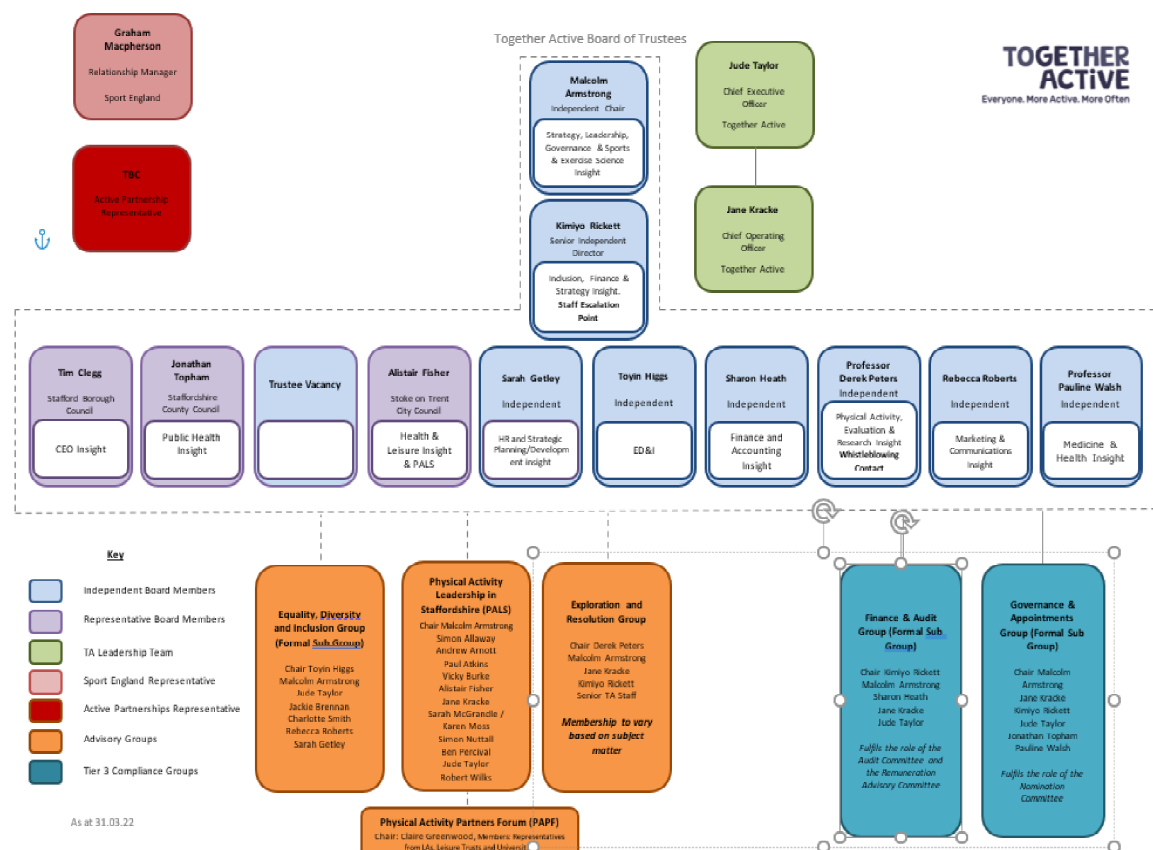 Graham
Macpherson
Relationship Manager
Sport England
TBC
Active Partnership
Representative
Together Active Board of Trustees
Malcolm
Armstrong
Independent Chair
Strategy, Leadership,
Governance & Sports
& Exercise Science
Insight
Kimiyo Rickett
Senior Independent
Director
Inclusion, Finance &
Strategy Insight.
Staff Escalation
Point
Jude Taylor
Chief Executive
Officer
Together Active
Jane Kracke
Chief Operating
Officer
Together Active
TOGETHER
ACTIVE
Everyone. More Active. More Often
Tim Clegg
Stafford Borough
Council
CEO Insight
Jonathan
Topham
Staffordshire
County Council
Public Health
Insight
Trustee Vacancy
Alistair Fisher
Stoke on Trent
City Council
Health &
Leisure Insight
& PALS
Sarah Getley
Independent
HR and Strategic
Planning/Developm
ent insight
Toyin Higgs
Independent
ED&I
Sharon Heath
Independent
Finance and
Accounting
Insight
Professor
Derek Peters
Independent
Physical Activity,
Evaluation &
Research Insight
Whistleblowing
Contact
Rebecca Roberts
Independent
Marketing &
Communications
Insight
Professor
Pauline Walsh
Independent
Medicine &
Health Insight
Key
Independent Board Members
Representative Board Members
TA Leadership Team
Sport England Representative
Active Partnerships Representative
Advisory Groups
Tier 3 Compliance Groups
As at 31.03.22
Equality, Diversity
and Inclusion Group
(Formal Sub Group)
Chair Toyin Higgs
Malcolm Armstrong
Jude Taylor
Jackie Brennan
Charlotte Smith
Rebecca Roberts
Sarah Getley
Physical Activity
Leadership in
Staffordshire (PALS)
Chair Malcolm Armstrong
Simon Allaway
Andrew Arnott
Paul Atkins
Vicky Burke
Alistair Fisher
Jane Kracke
Sarah McGrandle /
Karen Moss
Simon Nuttall
Ben Percival
Jude Taylor
Robert Wilks
Exploration and
Resolution Group
Chair Derek Peters
Malcolm Armstrong
Jane Kracke
Kimiyo Rickett
Senior TA Staff
Membership to vary
based on subject
matter
Finance & Audit
Group (Formal Sub
Group)
Chair Kimiyo Rickett
Malcolm Armstrong
Sharon Heath
Jane Kracke
Jude Taylor
Fulfils the role of the
Audit Committee and
the Remuneration
Advisory Committee
Governance &
Appointments
Group (Formal Sub
Group)
Chair Malcolm
Armstrong
Jane Kracke
Kimiyo Rickett
Jude Taylor
Jonathan Topham
Pauline Walsh
Fulfils the role of the
Nomination
Committee
Physical Activity Partners Forum (PAPF)
Chair: Claire Greenwood, Members: Representatives
from LAs, Leisure Trusts and